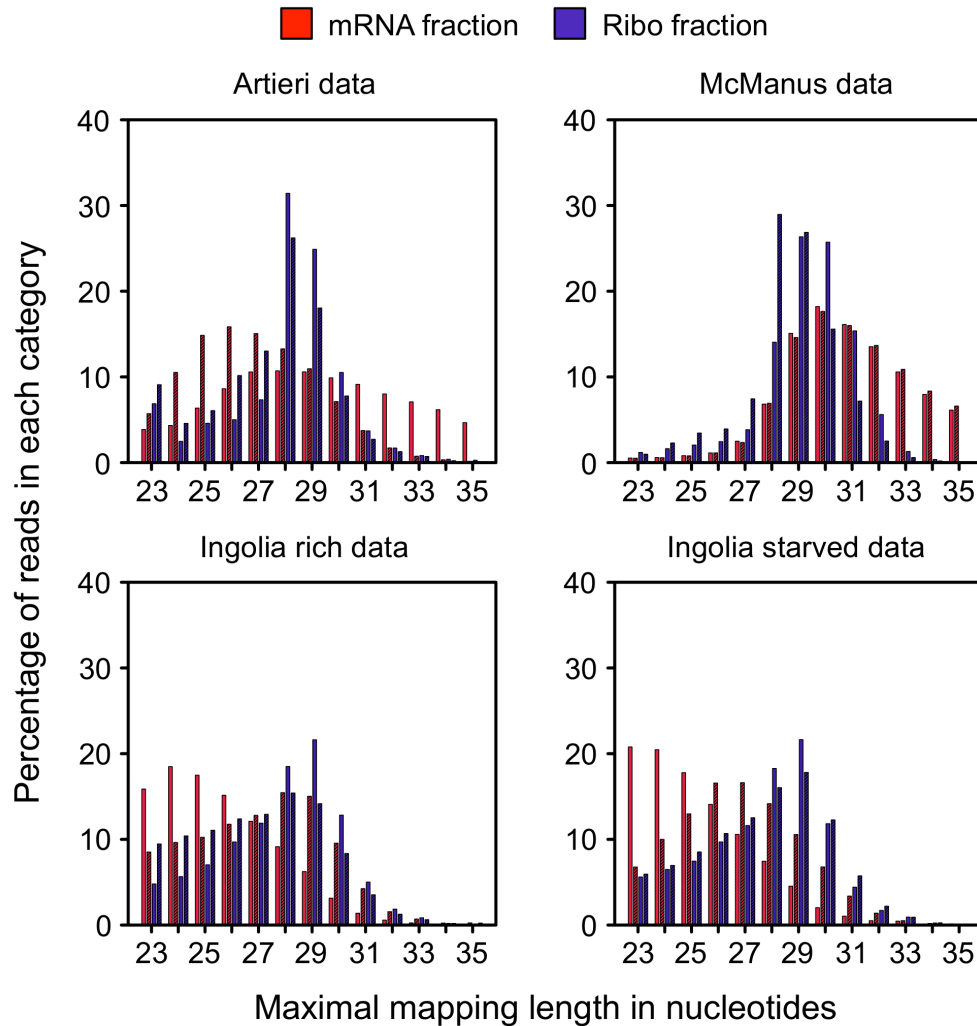 mRNA fraction Ribo fraction
Artieri data
McManus data
Percentage of reads in each category
40
30
20
10
0
23 25 27 29 31 33 35
40
30
20
10
0
23 25 27 29 31 33 35
Ingolia rich data
Ingolia starved data
40
30
20
10
0
23 25 27 29 31 33 35
40
30
20
10
0
23 25 27 29 31 33 35
Maximal mapping length in nucleotides